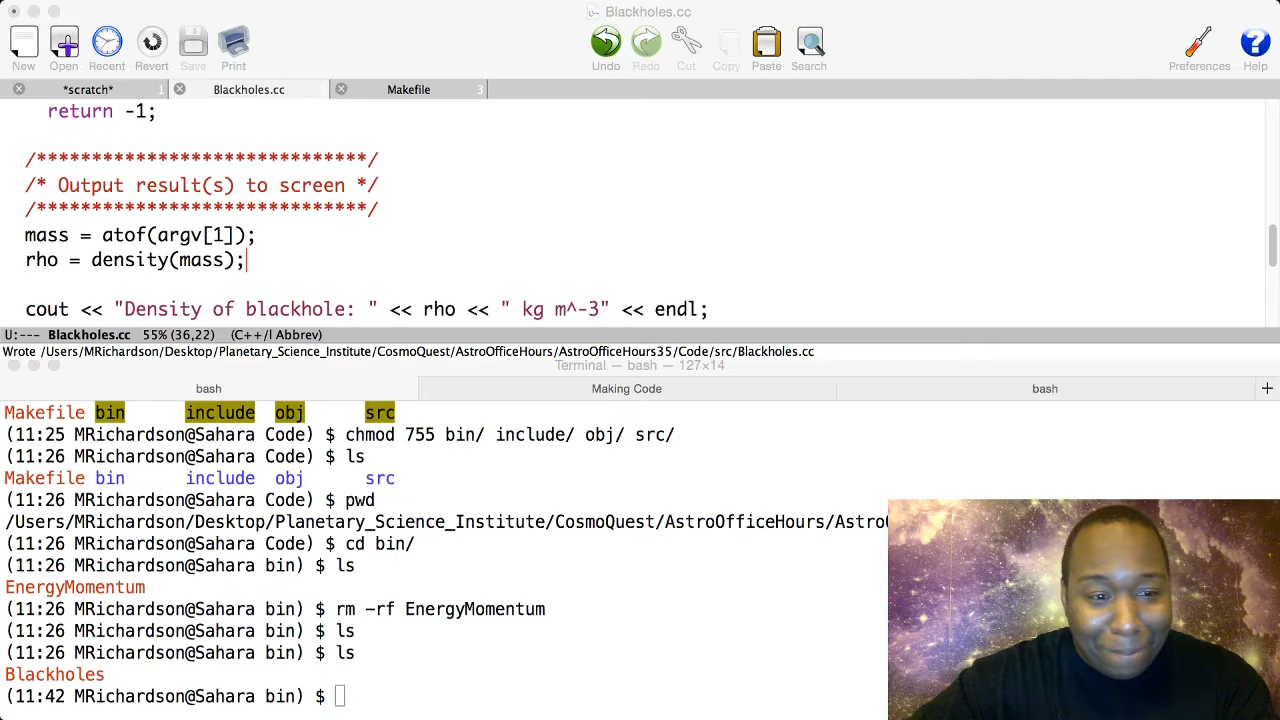 Blackholes.cc
New Open Recent Revert Save Print Undo Redo Cut Copy Paste Search Preferences Help
*scratch* 1 Blackholes.cc Makefile 3
return -1;
/******************************/
/* Output result(s) to screen */
/******************************/
mass = atof(argv[1]);
rho = density(mass);
cout << "Density of blackhole: " << rho << " kg m^-3" << endl;
U:--- Blackholes.cc 55% (36,22) (C++/l Abbrev)
Wrote /Users/MRichardson/Desktop/Planetary_Science_Institute/CosmoQuest/AstroOfficeHours/AstroOfficeHours35/Code/src/Blackholes.cc
Terminal — bash — 127×14
bash Making Code bash +
Makefile bin include obj src
(11:25 MRichardson@Sahara Code) $ chmod 755 bin/ include/ obj/ src/
(11:26 MRichardson@Sahara Code) $ ls
Makefile bin include obj src
(11:26 MRichardson@Sahara Code) $ pwd
/Users/MRichardson/Desktop/Planetary_Science_Institute/CosmoQuest/AstroOfficeHours/AstroO
(11:26 MRichardson@Sahara Code) $ cd bin/
(11:26 MRichardson@Sahara bin) $ ls
EnergyMomentum
(11:26 MRichardson@Sahara bin) $ rm -rf EnergyMomentum
(11:26 MRichardson@Sahara bin) $ ls
(11:26 MRichardson@Sahara bin) $ ls
Blackholes
(11:42 MRichardson@Sahara bin) $